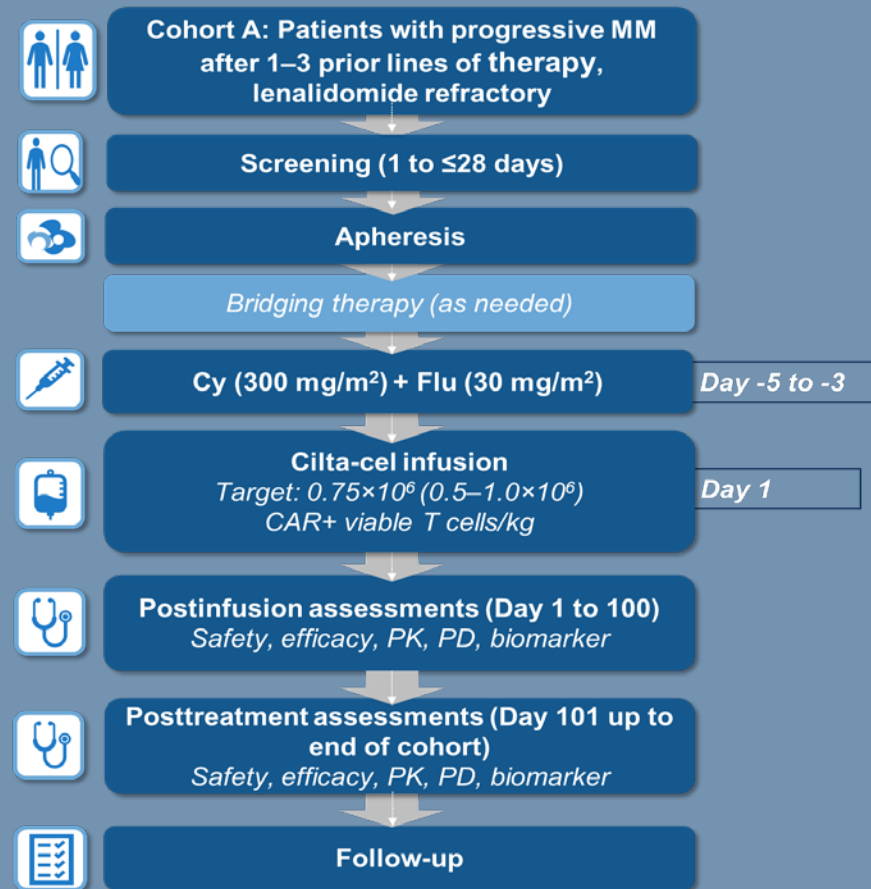 Cohort A: Patients with progressive MM
after 1–3 prior lines of therapy,
lenalidomide refractory
Screening (1 to ≤28 days)
Apheresis
Bridging therapy (as needed)
Cy (300 mg/m²) + Flu (30 mg/m²)
Day -5 to -3
Cilta-cel infusion
Target: 0.75×10⁶ (0.5–1.0×10⁶)
CAR+ viable T cells/kg
Day 1
Postinfusion assessments (Day 1 to 100)
Safety, efficacy, PK, PD, biomarker
Posttreatment assessments (Day 101 up to
end of cohort)
Safety, efficacy, PK, PD, biomarker
Follow-up